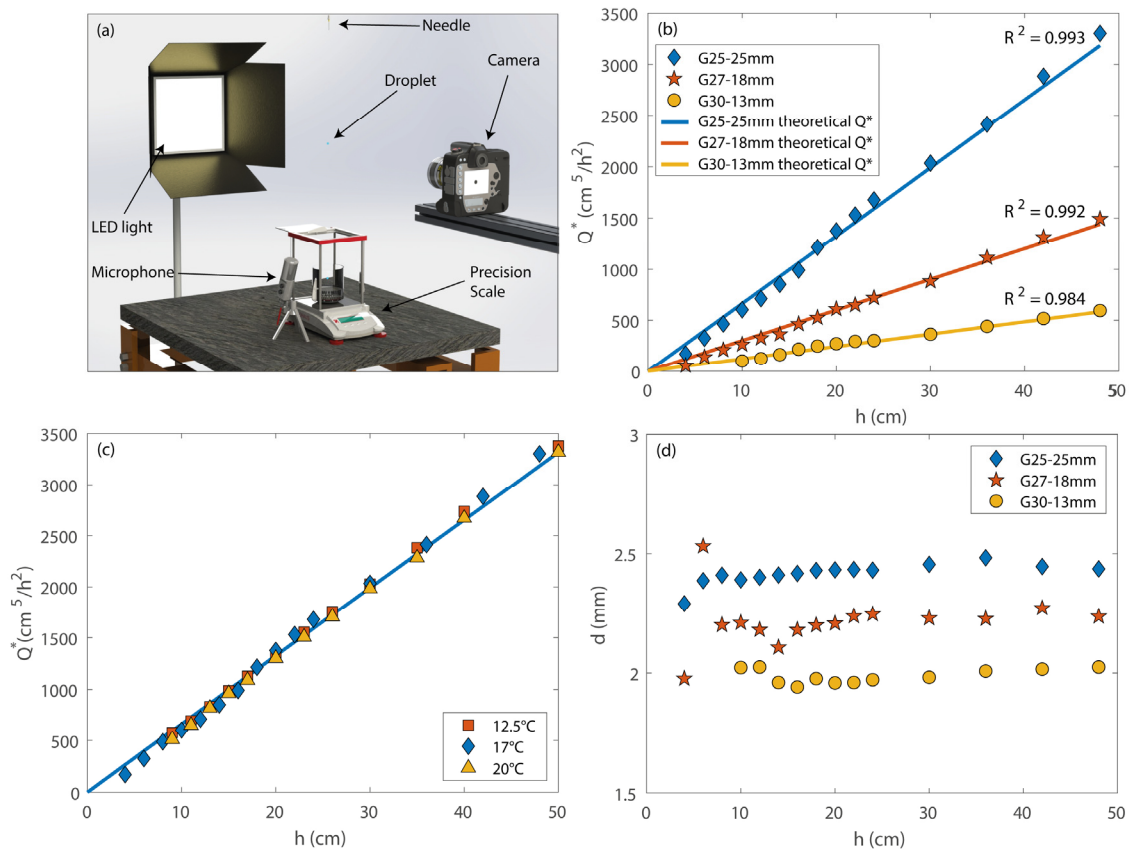 (a)
Needle
Camera
Droplet
LED light
Microphone
Precision
Scale
(b)
G25-25mm
G27-18mm
G30-13mm
G25-25mm theoretical Q*
G27-18mm theoretical Q*
G30-13mm theoretical Q*
R² = 0.993
R² = 0.992
R² = 0.984
Q* (cm⁵/h²)
3500
3000
2500
2000
1500
1000
500
0
0 10 20 30 40 50
h (cm)
(c)
Q*(cm⁵/h²)
3500
3000
2500
2000
1500
1000
500
0
12.5°C
17°C
20°C
0 10 20 30 40 50
h (cm)
(d)
G25-25mm
G27-18mm
G30-13mm
d (mm)
3
2.5
2
1.5
0 10 20 30 40 50
h (cm)